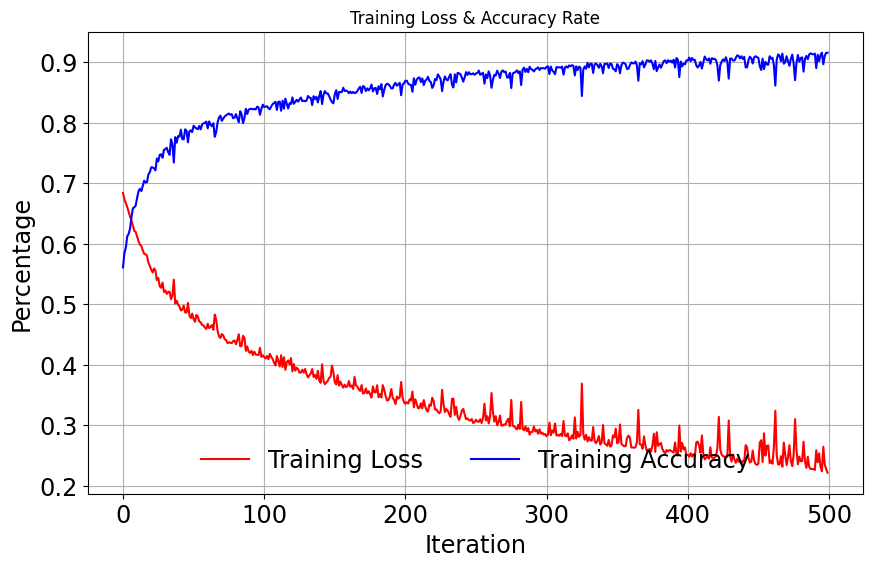 Training Loss & Accuracy Rate
Percentage
0.9
0.8
0.7
0.6
0.5
0.4
0.3
0.2
Training Loss
Training Accuracy
0 100 200 300 400 500
Iteration